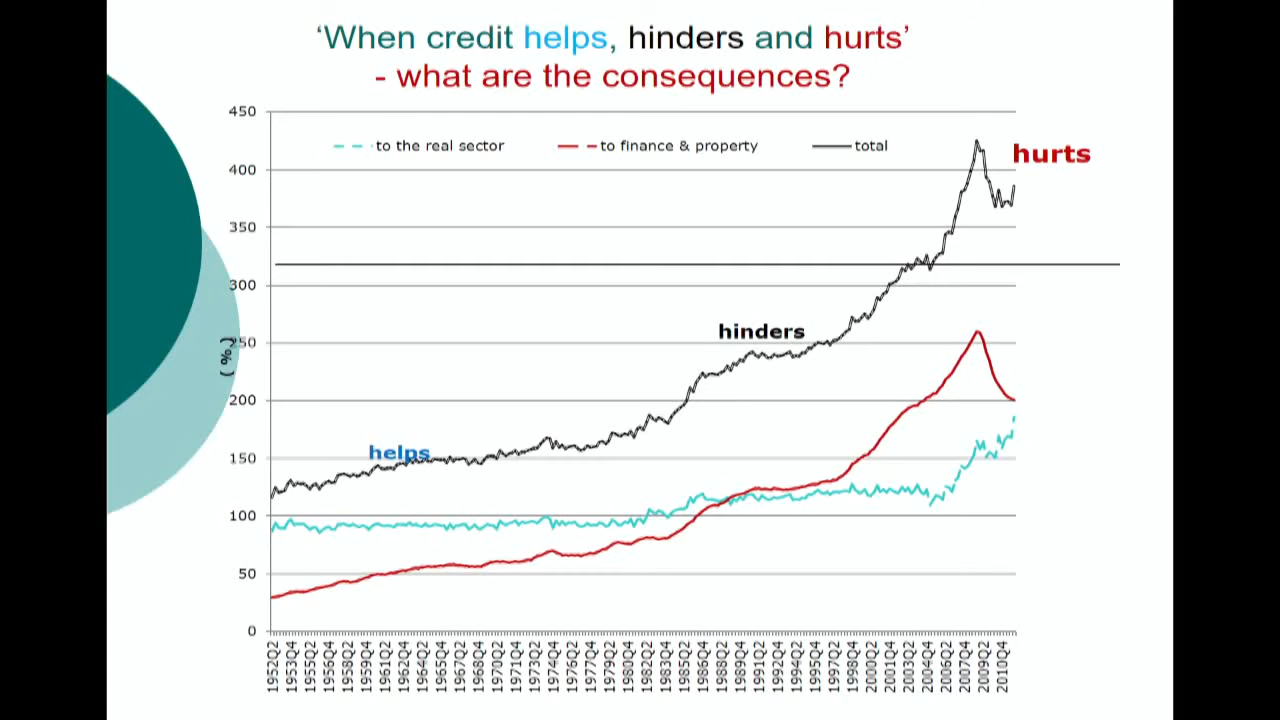 ‘When credit helps, hinders and hurts’
- what are the consequences?
450
400
350
300
250
200
150
100
50
0
( % )
to the real sector
to finance & property
total
hurts
hinders
helps
1952Q2
1953Q4
1955Q2
1956Q4
1958Q2
1959Q4
1961Q2
1962Q4
1964Q2
1965Q4
1967Q2
1968Q4
1970Q2
1971Q4
1973Q2
1974Q4
1976Q2
1977Q4
1979Q2
1980Q4
1982Q2
1983Q4
1985Q2
1986Q4
1988Q2
1989Q4
1991Q2
1992Q4
1994Q2
1995Q4
1997Q2
1998Q4
2000Q2
2001Q4
2003Q2
2004Q4
2006Q2
2007Q4
2009Q2
2010Q4